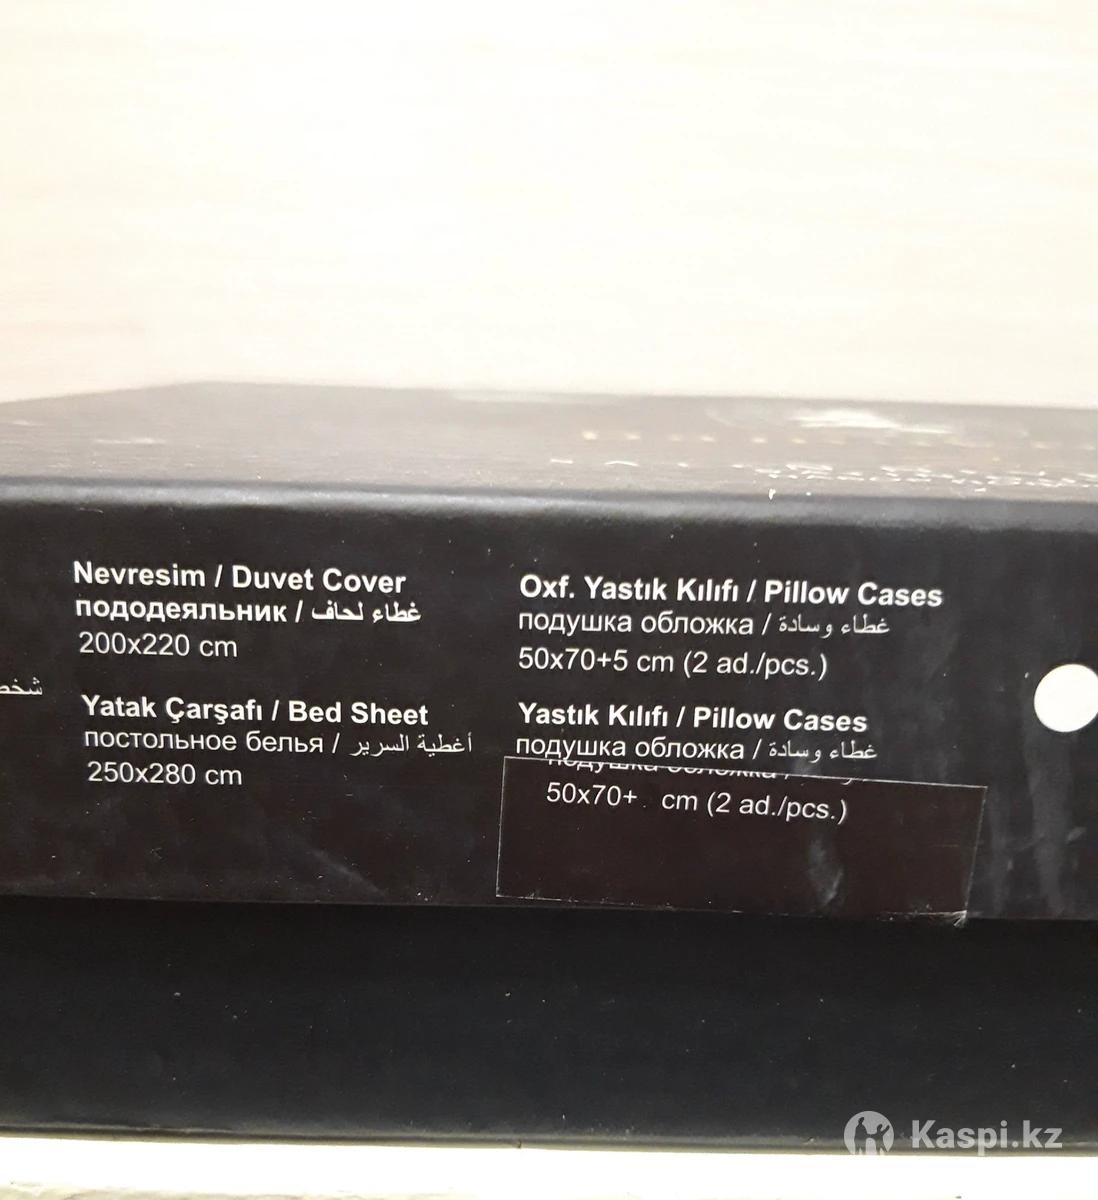 Nevresim / Duvet Cover
пододеяльник / غطاء لحاف
200x220 cm
Yatak Çarşafı / Bed Sheet
постольное белья / أغطية السرير
250x280 cm
Oxf. Yastık Kılıfı / Pillow Cases
подушка обложка / غطاء وسادة
50x70+5 cm (2 ad./pcs.)
Yastık Kılıfı / Pillow Cases
подушка обложка / غطاء وسادة
50x70+ cm (2 ad./pcs.)
Kaspi.kz